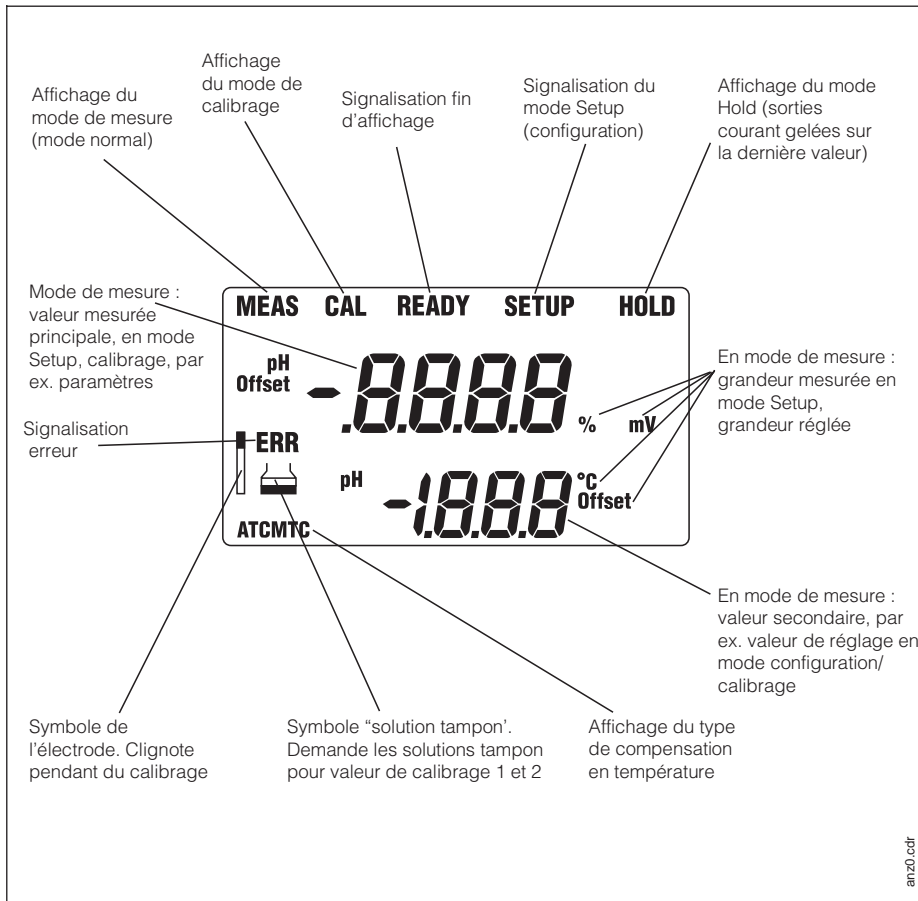 Affichage du
mode de mesure
(mode normal)
Affichage
du mode de
calibrage
Signalisation fin
d'affichage
Signalisation du
mode Setup
(configuration)
Affichage du mode
Hold (sorties
courant gelées sur
la dernière valeur)
Mode de mesure :
valeur mesurée
principale, en mode
Setup, calibrage, par
ex. paramètres
Signalisation
erreur
MEAS CAL READY SETUP HOLD
pH
Offset
-.8.8.8.8
% mV
ERR
pH
-1.8.8.8
°C
Offset
ATCMTC
En mode de mesure :
grandeur mesurée en
mode Setup,
grandeur réglée
En mode de mesure :
valeur secondaire, par
ex. valeur de réglage en
mode configuration/
calibrage
Symbole de
l'électrode. Clignote
pendant du calibrage
Symbole “solution tampon'.
Demande les solutions tampon
pour valeur de calibrage 1 et 2
Affichage du type
de compensation
en température
anz0.cdr